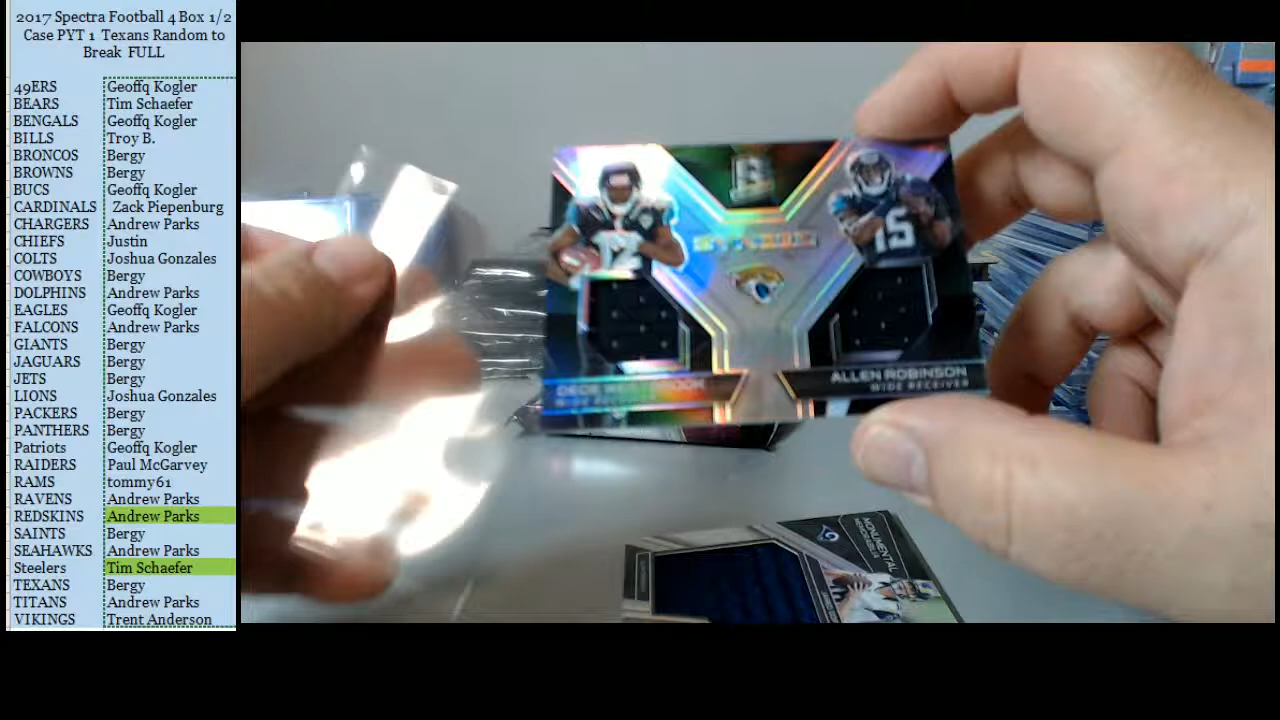 2017 Spectra Football 4 Box 1/2
Case PYT 1 Texans Random to
Break FULL
49ERS Geoffq Kogler
BEARS Tim Schaefer
BENGALS Geoffq Kogler
BILLS Troy B.
BRONCOS Bergy
BROWNS Bergy
BUCS Geoffq Kogler
CARDINALS Zack Piepenburg
CHARGERS Andrew Parks
CHIEFS Justin
COLTS Joshua Gonzales
COWBOYS Bergy
DOLPHINS Andrew Parks
EAGLES Geoffq Kogler
FALCONS Andrew Parks
GIANTS Bergy
JAGUARS Bergy
JETS Bergy
LIONS Joshua Gonzales
PACKERS Bergy
PANTHERS Bergy
Patriots Geoffq Kogler
RAIDERS Paul McGarvey
RAMS tommy61
RAVENS Andrew Parks
REDSKINS Andrew Parks
SAINTS Bergy
SEAHAWKS Andrew Parks
Steelers Tim Schaefer
TEXANS Bergy
TITANS Andrew Parks
VIKINGS Trent Anderson
12
15
ALLEN ROBINSON
WIDE RECEIVER
MONUMENTAL
MEMORABILIA